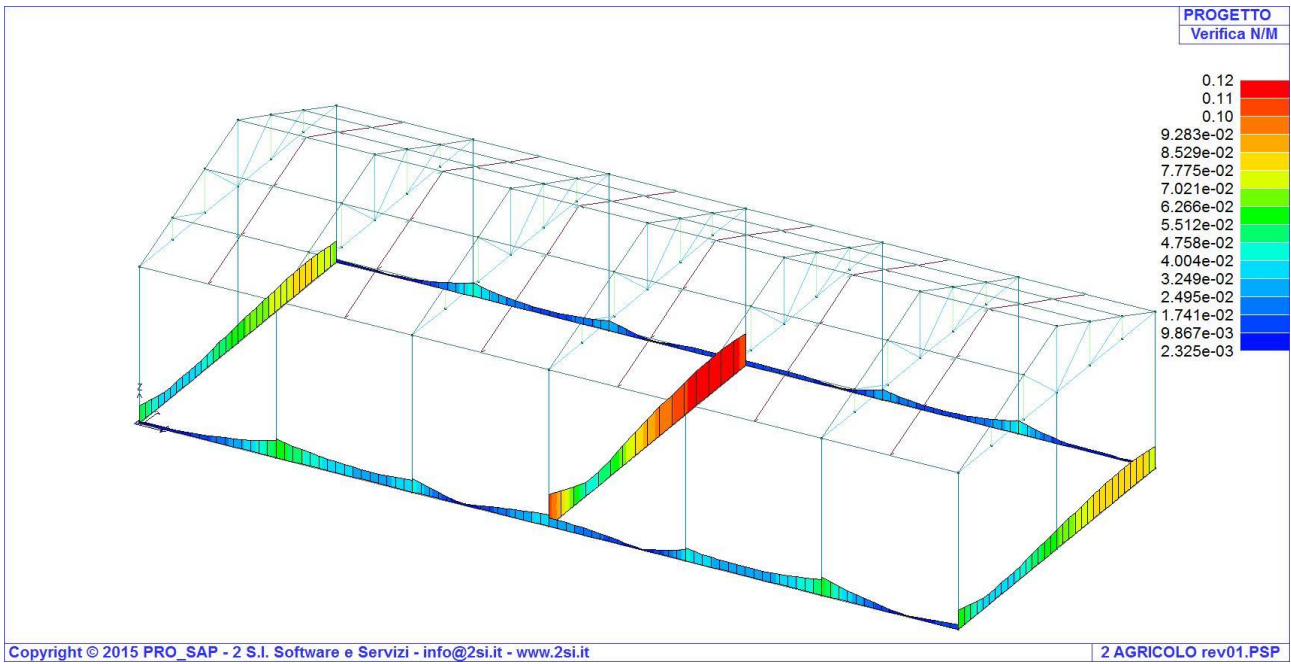 PROGETTO
Verifica N/M
0.12
0.11
0.10
9.283e-02
8.529e-02
7.775e-02
7.021e-02
6.266e-02
5.512e-02
4.758e-02
4.004e-02
3.249e-02
2.495e-02
1.741e-02
9.867e-03
2.325e-03
Z
Copyright © 2015 PRO_SAP - 2 S.I. Software e Servizi - info@2si.it - www.2si.it
2 AGRICOLO rev01.PSP